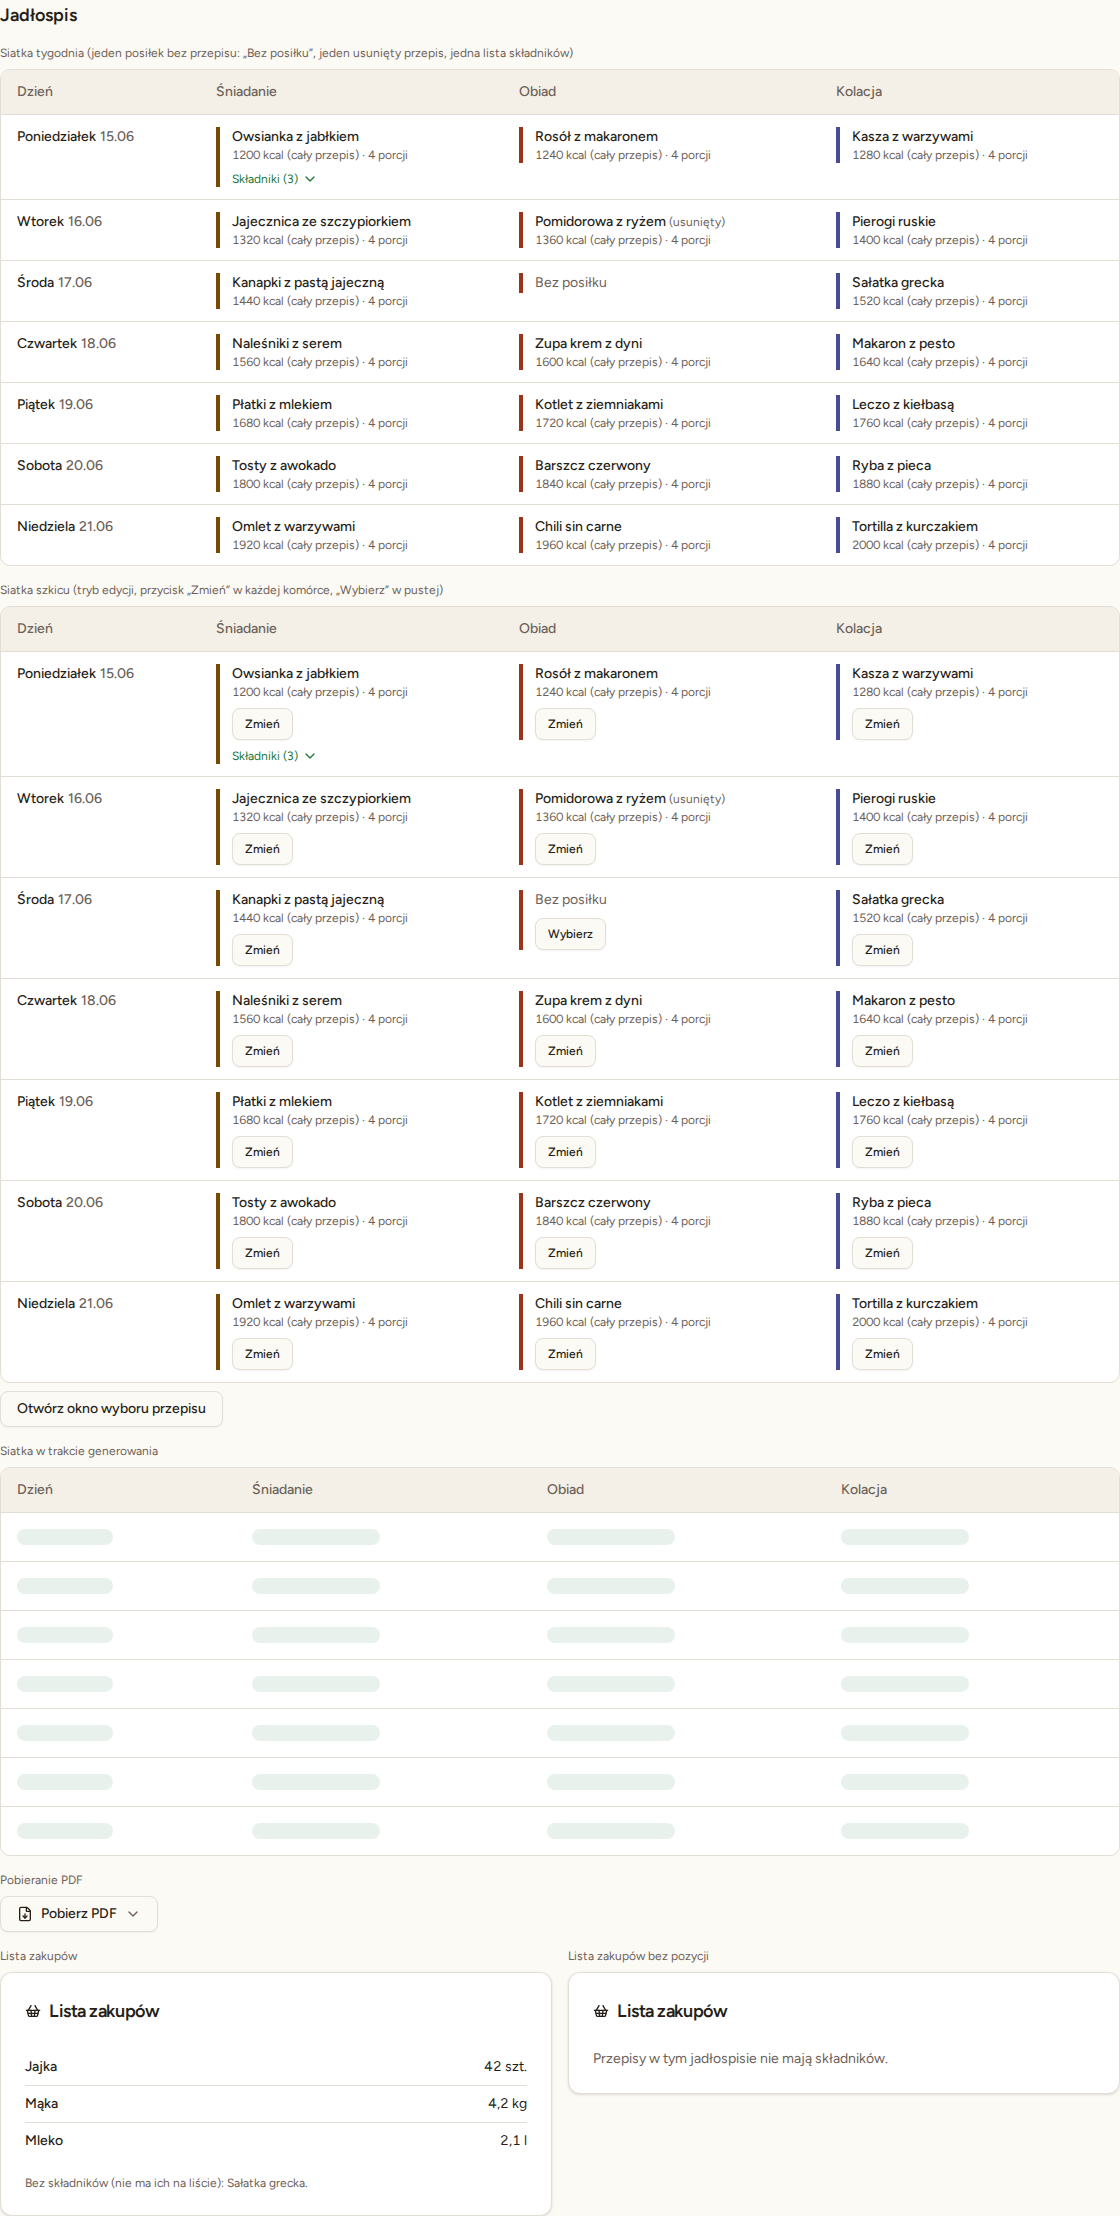 Jadłospis
Siatka tygodnia (jeden posiłek bez przepisu: „Bez posiłku”, jeden usunięty przepis, jedna lista składników)
Dzień Śniadanie Obiad Kolacja
Poniedziałek 15.06 Owsianka z jabłkiem Rosół z makaronem Kasza z warzywami
1200 kcal (cały przepis) · 4 porcji 1240 kcal (cały przepis) · 4 porcji 1280 kcal (cały przepis) · 4 porcji
Składniki (3)
Wtorek 16.06 Jajecznica ze szczypiorkiem Pomidorowa z ryżem (usunięty) Pierogi ruskie
1320 kcal (cały przepis) · 4 porcji 1360 kcal (cały przepis) · 4 porcji 1400 kcal (cały przepis) · 4 porcji
Środa 17.06 Kanapki z pastą jajeczną Bez posiłku Sałatka grecka
1440 kcal (cały przepis) · 4 porcji 1520 kcal (cały przepis) · 4 porcji
Czwartek 18.06 Naleśniki z serem Zupa krem z dyni Makaron z pesto
1560 kcal (cały przepis) · 4 porcji 1600 kcal (cały przepis) · 4 porcji 1640 kcal (cały przepis) · 4 porcji
Piątek 19.06 Płatki z mlekiem Kotlet z ziemniakami Leczo z kiełbasą
1680 kcal (cały przepis) · 4 porcji 1720 kcal (cały przepis) · 4 porcji 1760 kcal (cały przepis) · 4 porcji
Sobota 20.06 Tosty z awokado Barszcz czerwony Ryba z pieca
1800 kcal (cały przepis) · 4 porcji 1840 kcal (cały przepis) · 4 porcji 1880 kcal (cały przepis) · 4 porcji
Niedziela 21.06 Omlet z warzywami Chili sin carne Tortilla z kurczakiem
1920 kcal (cały przepis) · 4 porcji 1960 kcal (cały przepis) · 4 porcji 2000 kcal (cały przepis) · 4 porcji
Siatka szkicu (tryb edycji, przycisk „Zmień” w każdej komórce, „Wybierz” w pustej)
Dzień Śniadanie Obiad Kolacja
Poniedziałek 15.06 Owsianka z jabłkiem Rosół z makaronem Kasza z warzywami
1200 kcal (cały przepis) · 4 porcji 1240 kcal (cały przepis) · 4 porcji 1280 kcal (cały przepis) · 4 porcji
Zmień Zmień Zmień
Składniki (3)
Wtorek 16.06 Jajecznica ze szczypiorkiem Pomidorowa z ryżem (usunięty) Pierogi ruskie
1320 kcal (cały przepis) · 4 porcji 1360 kcal (cały przepis) · 4 porcji 1400 kcal (cały przepis) · 4 porcji
Zmień Zmień Zmień
Środa 17.06 Kanapki z pastą jajeczną Bez posiłku Sałatka grecka
1440 kcal (cały przepis) · 4 porcji 1520 kcal (cały przepis) · 4 porcji
Zmień Wybierz Zmień
Czwartek 18.06 Naleśniki z serem Zupa krem z dyni Makaron z pesto
1560 kcal (cały przepis) · 4 porcji 1600 kcal (cały przepis) · 4 porcji 1640 kcal (cały przepis) · 4 porcji
Zmień Zmień Zmień
Piątek 19.06 Płatki z mlekiem Kotlet z ziemniakami Leczo z kiełbasą
1680 kcal (cały przepis) · 4 porcji 1720 kcal (cały przepis) · 4 porcji 1760 kcal (cały przepis) · 4 porcji
Zmień Zmień Zmień
Sobota 20.06 Tosty z awokado Barszcz czerwony Ryba z pieca
1800 kcal (cały przepis) · 4 porcji 1840 kcal (cały przepis) · 4 porcji 1880 kcal (cały przepis) · 4 porcji
Zmień Zmień Zmień
Niedziela 21.06 Omlet z warzywami Chili sin carne Tortilla z kurczakiem
1920 kcal (cały przepis) · 4 porcji 1960 kcal (cały przepis) · 4 porcji 2000 kcal (cały przepis) · 4 porcji
Zmień Zmień Zmień
Otwórz okno wyboru przepisu
Siatka w trakcie generowania
Dzień Śniadanie Obiad Kolacja
Pobieranie PDF
Pobierz PDF
Lista zakupów
Lista zakupów
Jajka 42 szt.
Mąka 4,2 kg
Mleko 2,1 l
Bez składników (nie ma ich na liście): Sałatka grecka.
Lista zakupów bez pozycji
Lista zakupów
Przepisy w tym jadłospisie nie mają składników.